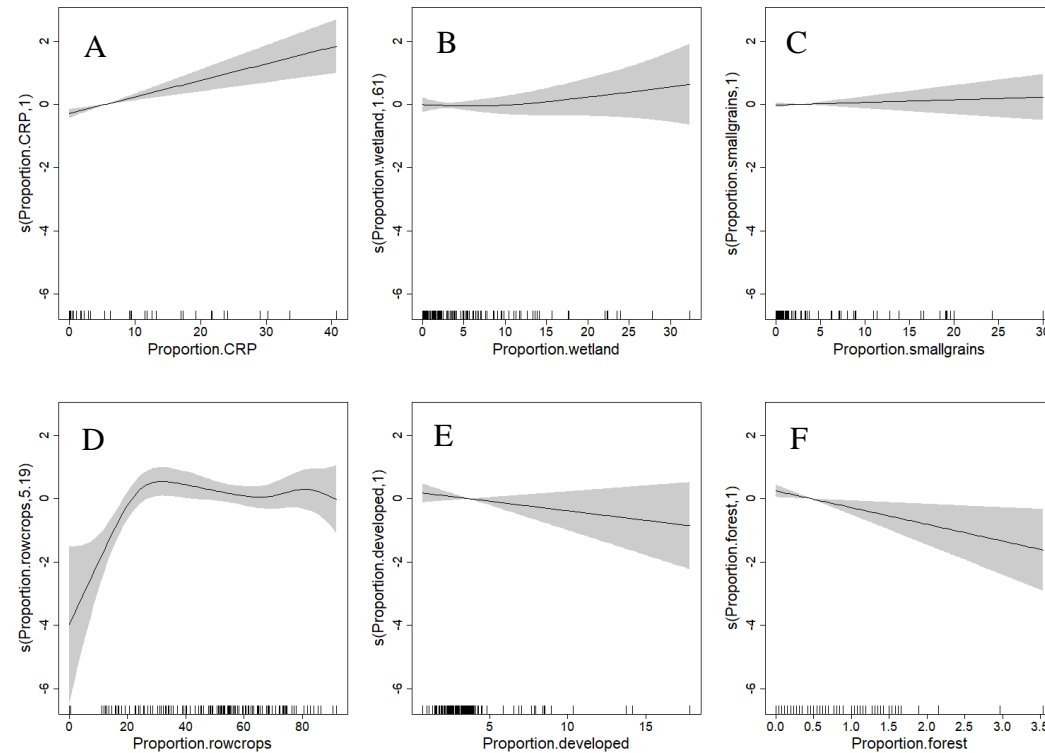 A
B
C
s(Proportion.CRP,1)
2
0
-2
-4
-6
0 10 20 30 40
Proportion.CRP
s(Proportion.wetland,1.61)
2
0
-2
-4
-6
0 5 10 15 20 25 30
Proportion.wetland
s(Proportion.smallgrains,1)
2
0
-2
-4
-6
0 5 10 15 20 25 30
Proportion.smallgrains
D
E
F
s(Proportion.rowcrops,5.19)
2
0
-2
-4
-6
0 20 40 60 80
Proportion.rowcrops
s(Proportion.developed,1)
2
0
-2
-4
-6
5 10 15
Proportion.developed
s(Proportion.forest,1)
2
0
-2
-4
-6
0.0 0.5 1.0 1.5 2.0 2.5 3.0 3.5
Proportion.forest